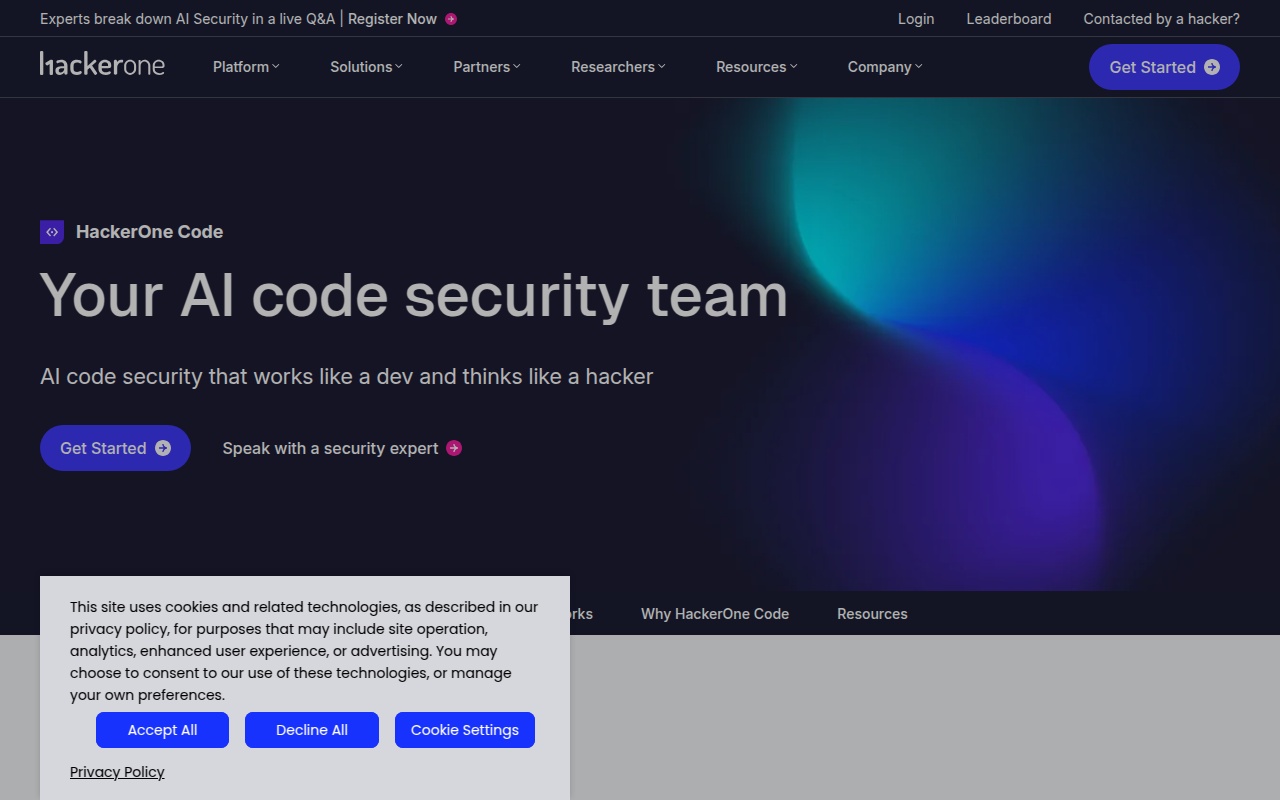 Experts break down AI Security in a live Q&A | Register Now
Login
Leaderboard
Contacted by a hacker?
hackerone
Platform
Solutions
Partners
Researchers
Resources
Company
Get Started
HackerOne Code
Your AI code security team
AI code security that works like a dev and thinks like a hacker
Get Started
Speak with a security expert
Why HackerOne Code
Resources
This site uses cookies and related technologies, as described in our
privacy policy, for purposes that may include site operation,
analytics, enhanced user experience, or advertising. You may
choose to consent to our use of these technologies, or manage
your own preferences.
Accept All
Decline All
Cookie Settings
Privacy Policy